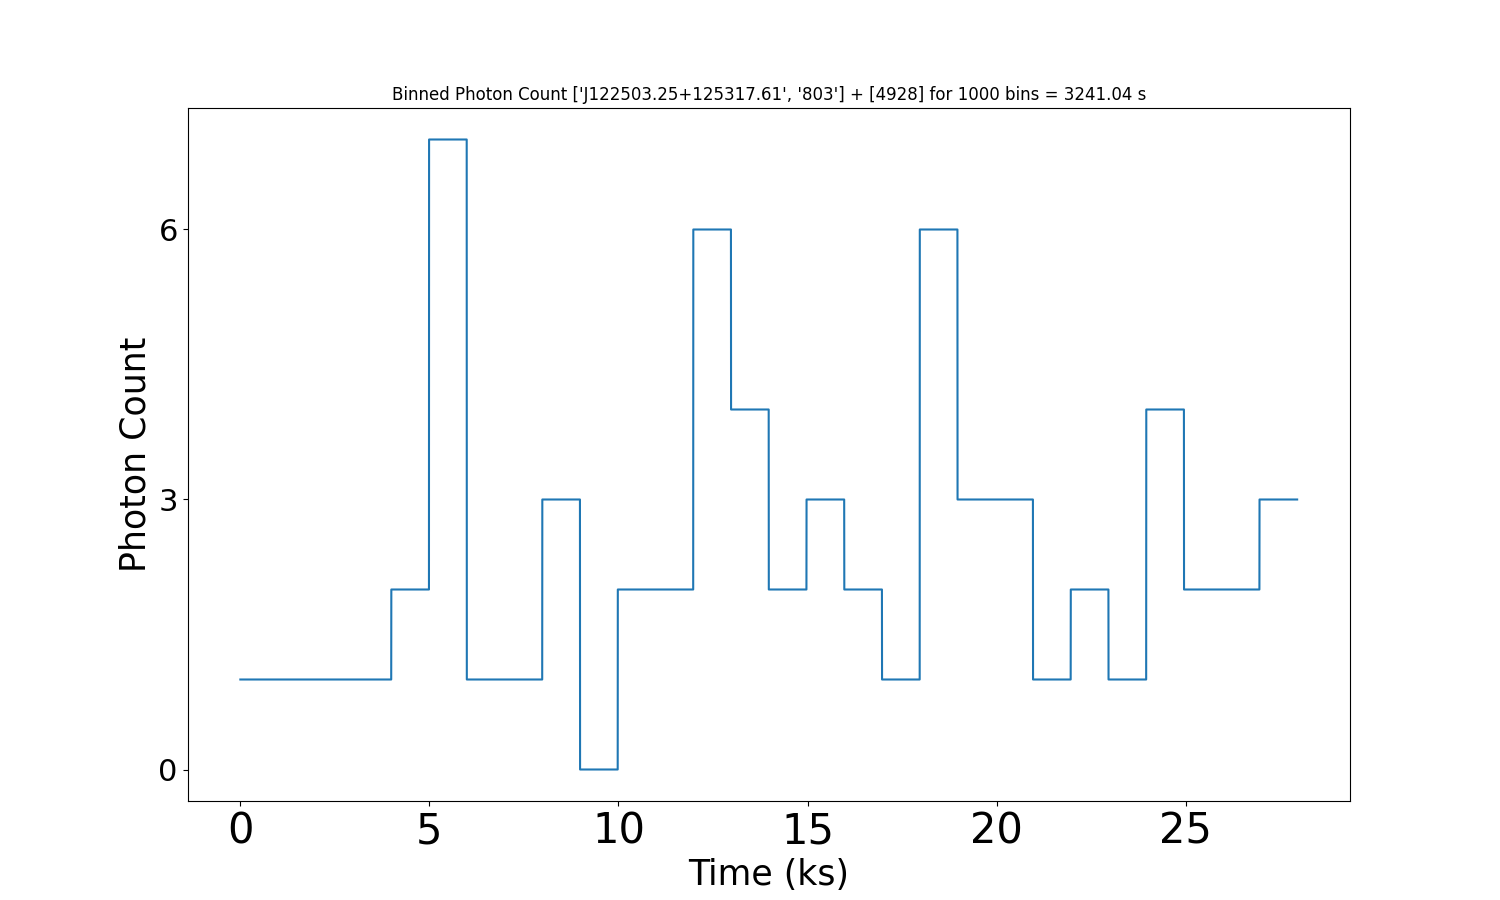 Binned Photon Count ['J122503.25+125317.61', '803'] + [4928] for 1000 bins = 3241.04 s
Photon Count
6
3
0
0 5 10 15 20 25
Time (ks)